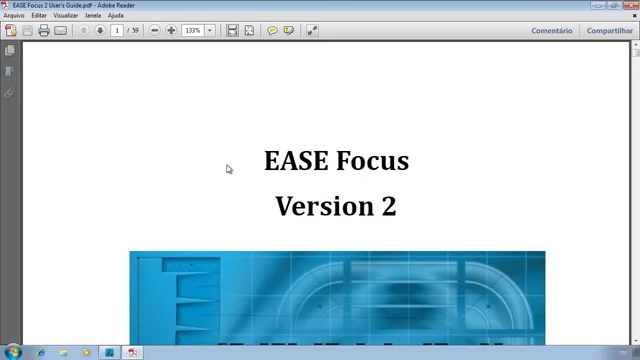 EASE Focus 2 User's Guide.pdf - Adobe Reader
Arquivo Editar Visualizar Janela Ajuda
1 / 59 133% Comentário Compartilhar
EASE Focus
Version 2